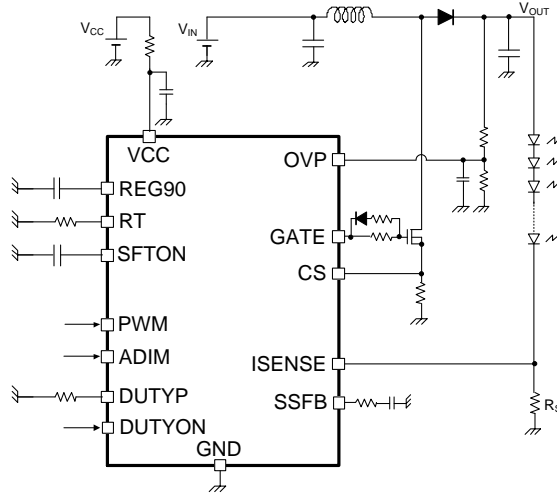 VCC
VIN
VOUT
VCC
OVP
REG90
RT
GATE
SFTON
CS
PWM
ADIM
ISENSE
DUTYP
SSFB
DUTYON
GND